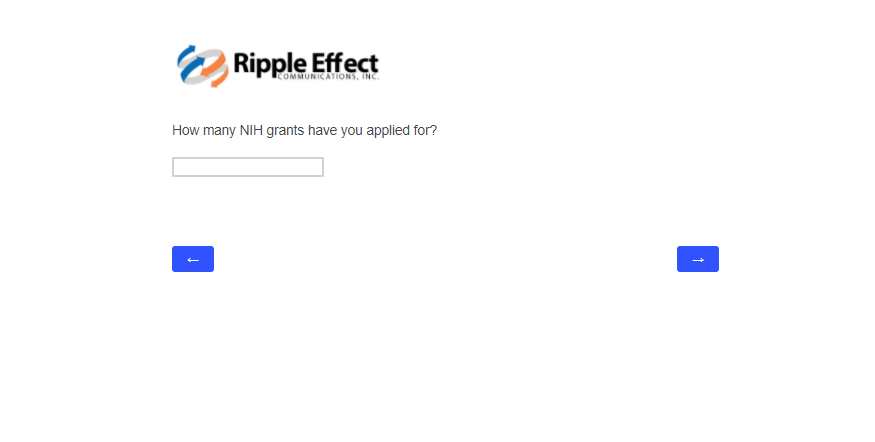 Ripple Effect
COMMUNICATIONS, INC.
How many NIH grants have you applied for?
← →